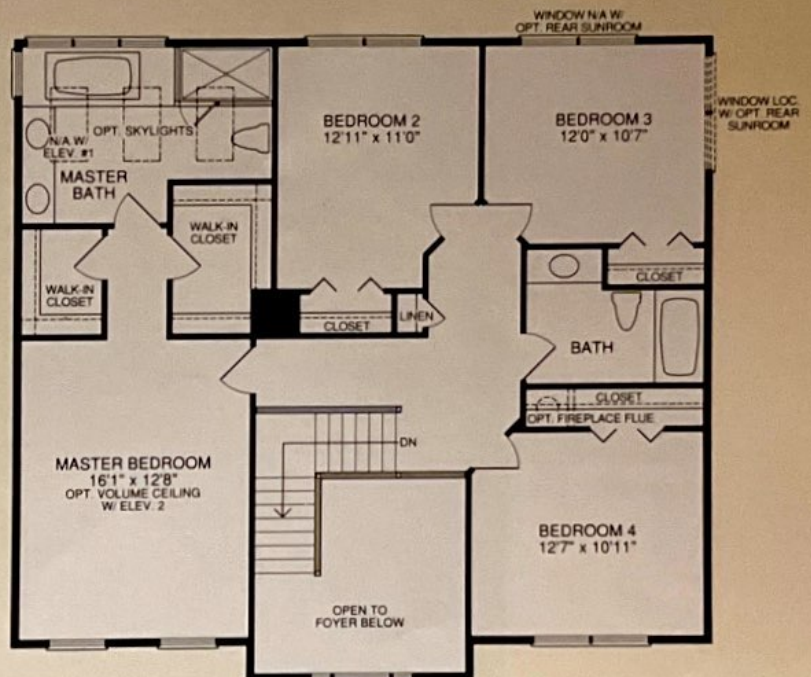 WINDOW N/A W/
OPT. REAR SUNROOM
WINDOW LOC.
W/ OPT. REAR
SUNROOM
OPT. SKYLIGHTS
N/A W/
ELEV. #1
MASTER
BATH
BEDROOM 2
12'11" x 11'0"
BEDROOM 3
12'0" x 10'7"
WALK-IN
CLOSET
WALK-IN
CLOSET
CLOSET
LINEN
CLOSET
BATH
CLOSET
OPT. FIREPLACE FLUE
DN
MASTER BEDROOM
16'1" x 12'8"
OPT. VOLUME CEILING
W/ ELEV. 2
BEDROOM 4
12'7" x 10'11"
OPEN TO
FOYER BELOW